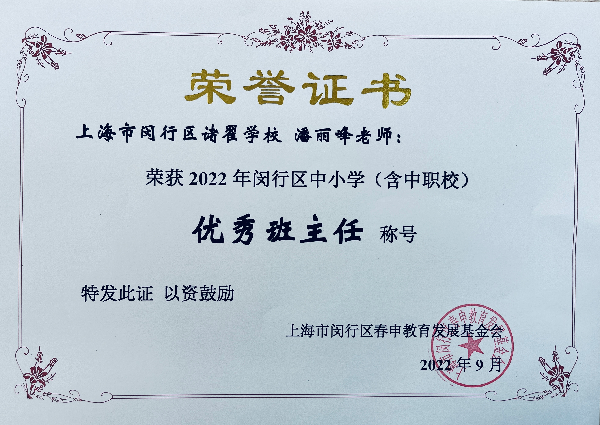 荣誉证书
上海市闵行区诸翟学校 潘丽峰老师：
荣获 2022 年闵行区中小学（含中职校）
优秀班主任 称号
特发此证 以资鼓励
上海市闵行区春申教育发展基金会
2022 年 9 月